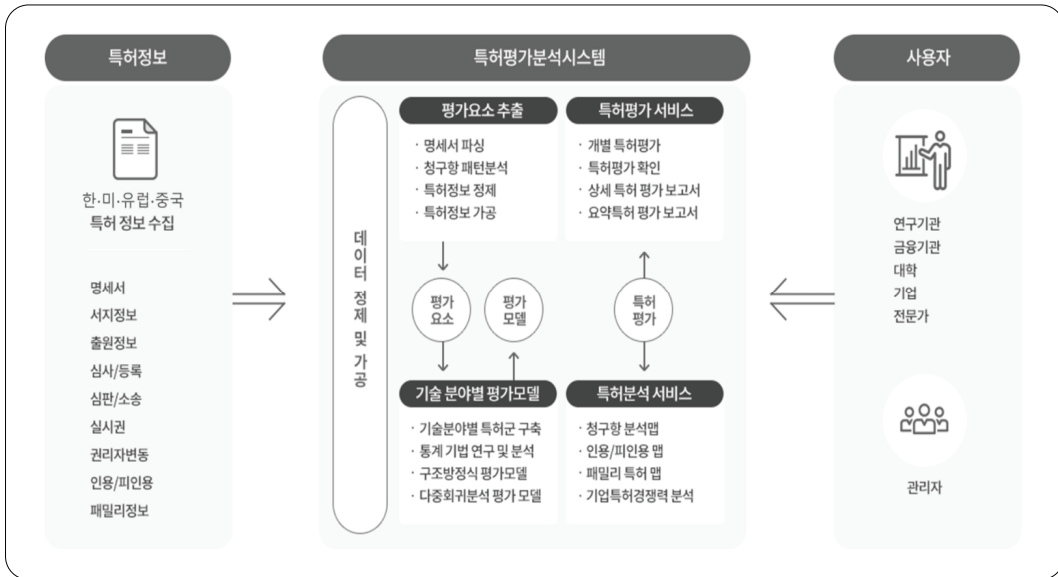 특허정보
한·미·유럽·중국
특허 정보 수집
명세서
서지정보
출원정보
심사/등록
심판/소송
실시권
권리자변동
인용/피인용
패밀리정보
특허평가분석시스템
데이터 정제 및 가공
평가요소 추출
· 명세서 파싱
· 청구항 패턴분석
· 특허정보 정제
· 특허정보 가공
평가
요소
평가
모델
기술 분야별 평가모델
· 기술분야별 특허군 구축
· 통계 기법 연구 및 분석
· 구조방정식 평가모델
· 다중회귀분석 평가 모델
특허평가 서비스
· 개별 특허평가
· 특허평가 확인
· 상세 특허 평가 보고서
· 요약특허 평가 보고서
특허
평가
특허분석 서비스
· 청구항 분석맵
· 인용/피인용 맵
· 패밀리 특허 맵
· 기업특허경쟁력 분석
사용자
연구기관
금융기관
대학
기업
전문가
관리자